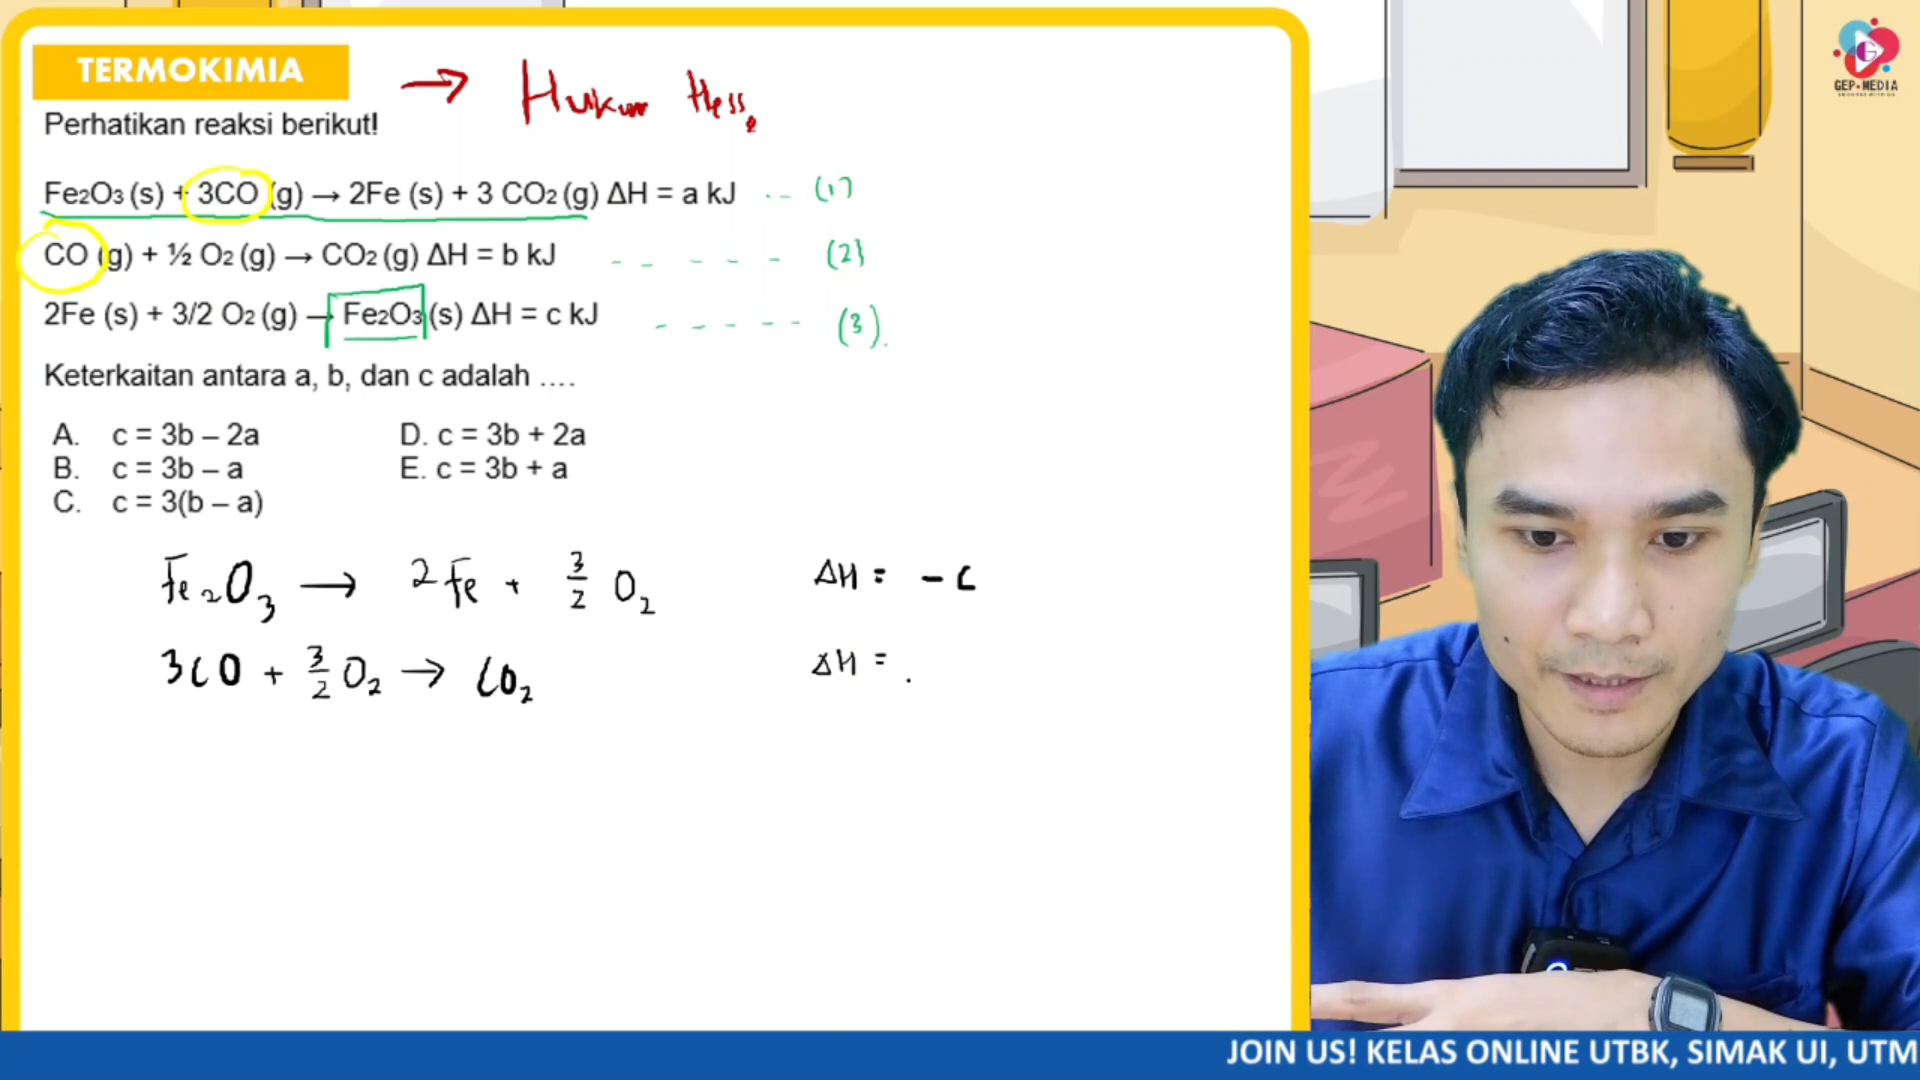 TERMOKIMIA
→ Hukum Hess
Perhatikan reaksi berikut!
Fe₂O₃ (s) + 3CO (g) → 2Fe (s) + 3 CO₂ (g) ΔH = a kJ -- (1)
CO (g) + ½ O₂ (g) → CO₂ (g) ΔH = b kJ - - - - - (2)
2Fe (s) + 3/2 O₂ (g) → Fe₂O₃ (s) ΔH = c kJ - - - - - (3).
Keterkaitan antara a, b, dan c adalah ....
A. c = 3b – 2a
B. c = 3b – a
C. c = 3(b – a)
D. c = 3b + 2a
E. c = 3b + a
Fe₂O₃ → 2Fe + 3/2 O₂ ΔH = - c
3CO + 3/2 O₂ → CO₂ ΔH = .
G
GEP MEDIA
JOIN US! KELAS ONLINE UTBK, SIMAK UI, UTM